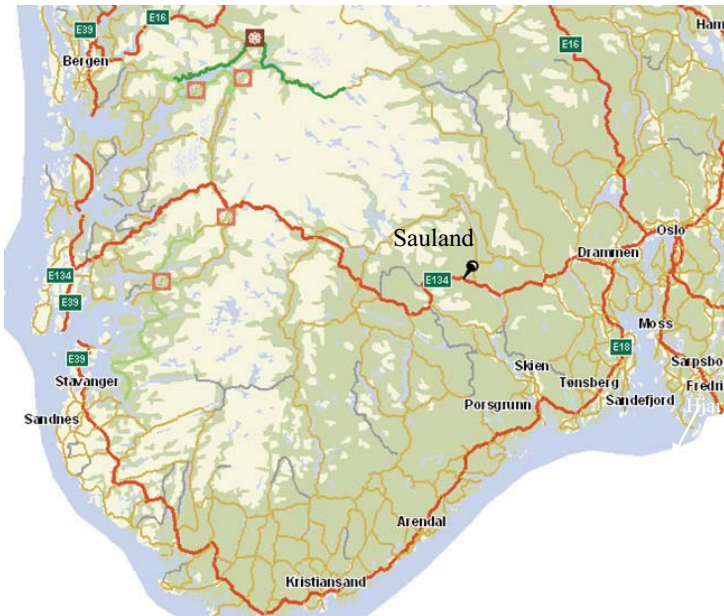 E39
E16
Ham
E16
Bergen
Sauland
Oslo
Drammen
E134
E134
E39
Moss
E18
E39
Skien
Sarpsbo
Stavanger
Tønsberg
Fredri
Sandefjord
Porsgrunn
Hjar
Sandnes
Arendal
Kristiansand